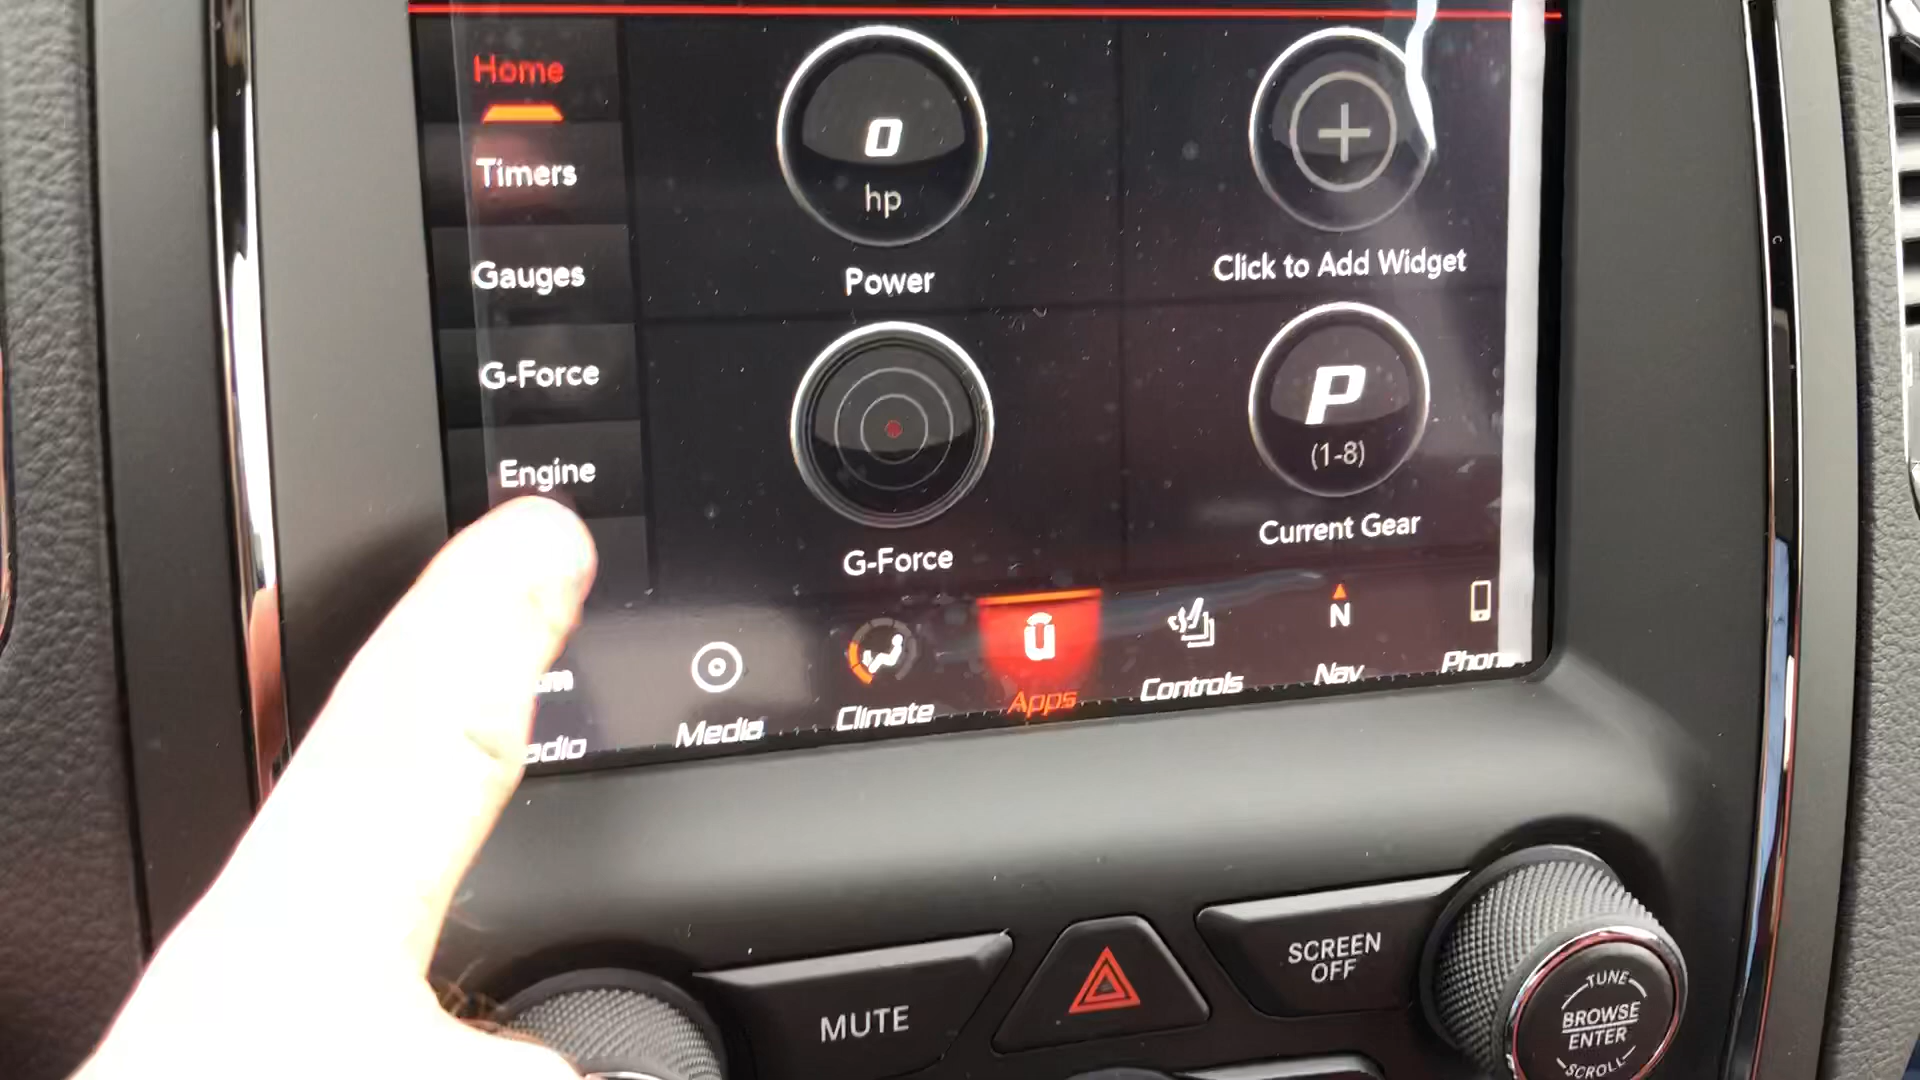 Home
Timers
Gauges
G-Force
Engine
0
hp
Power
Click to Add Widget
G-Force
P
(1-8)
Current Gear
Media
Climate
Apps
Controls
N
Nav
Phone
MUTE
SCREEN
OFF
TUNE
BROWSE
ENTER
SCROLL